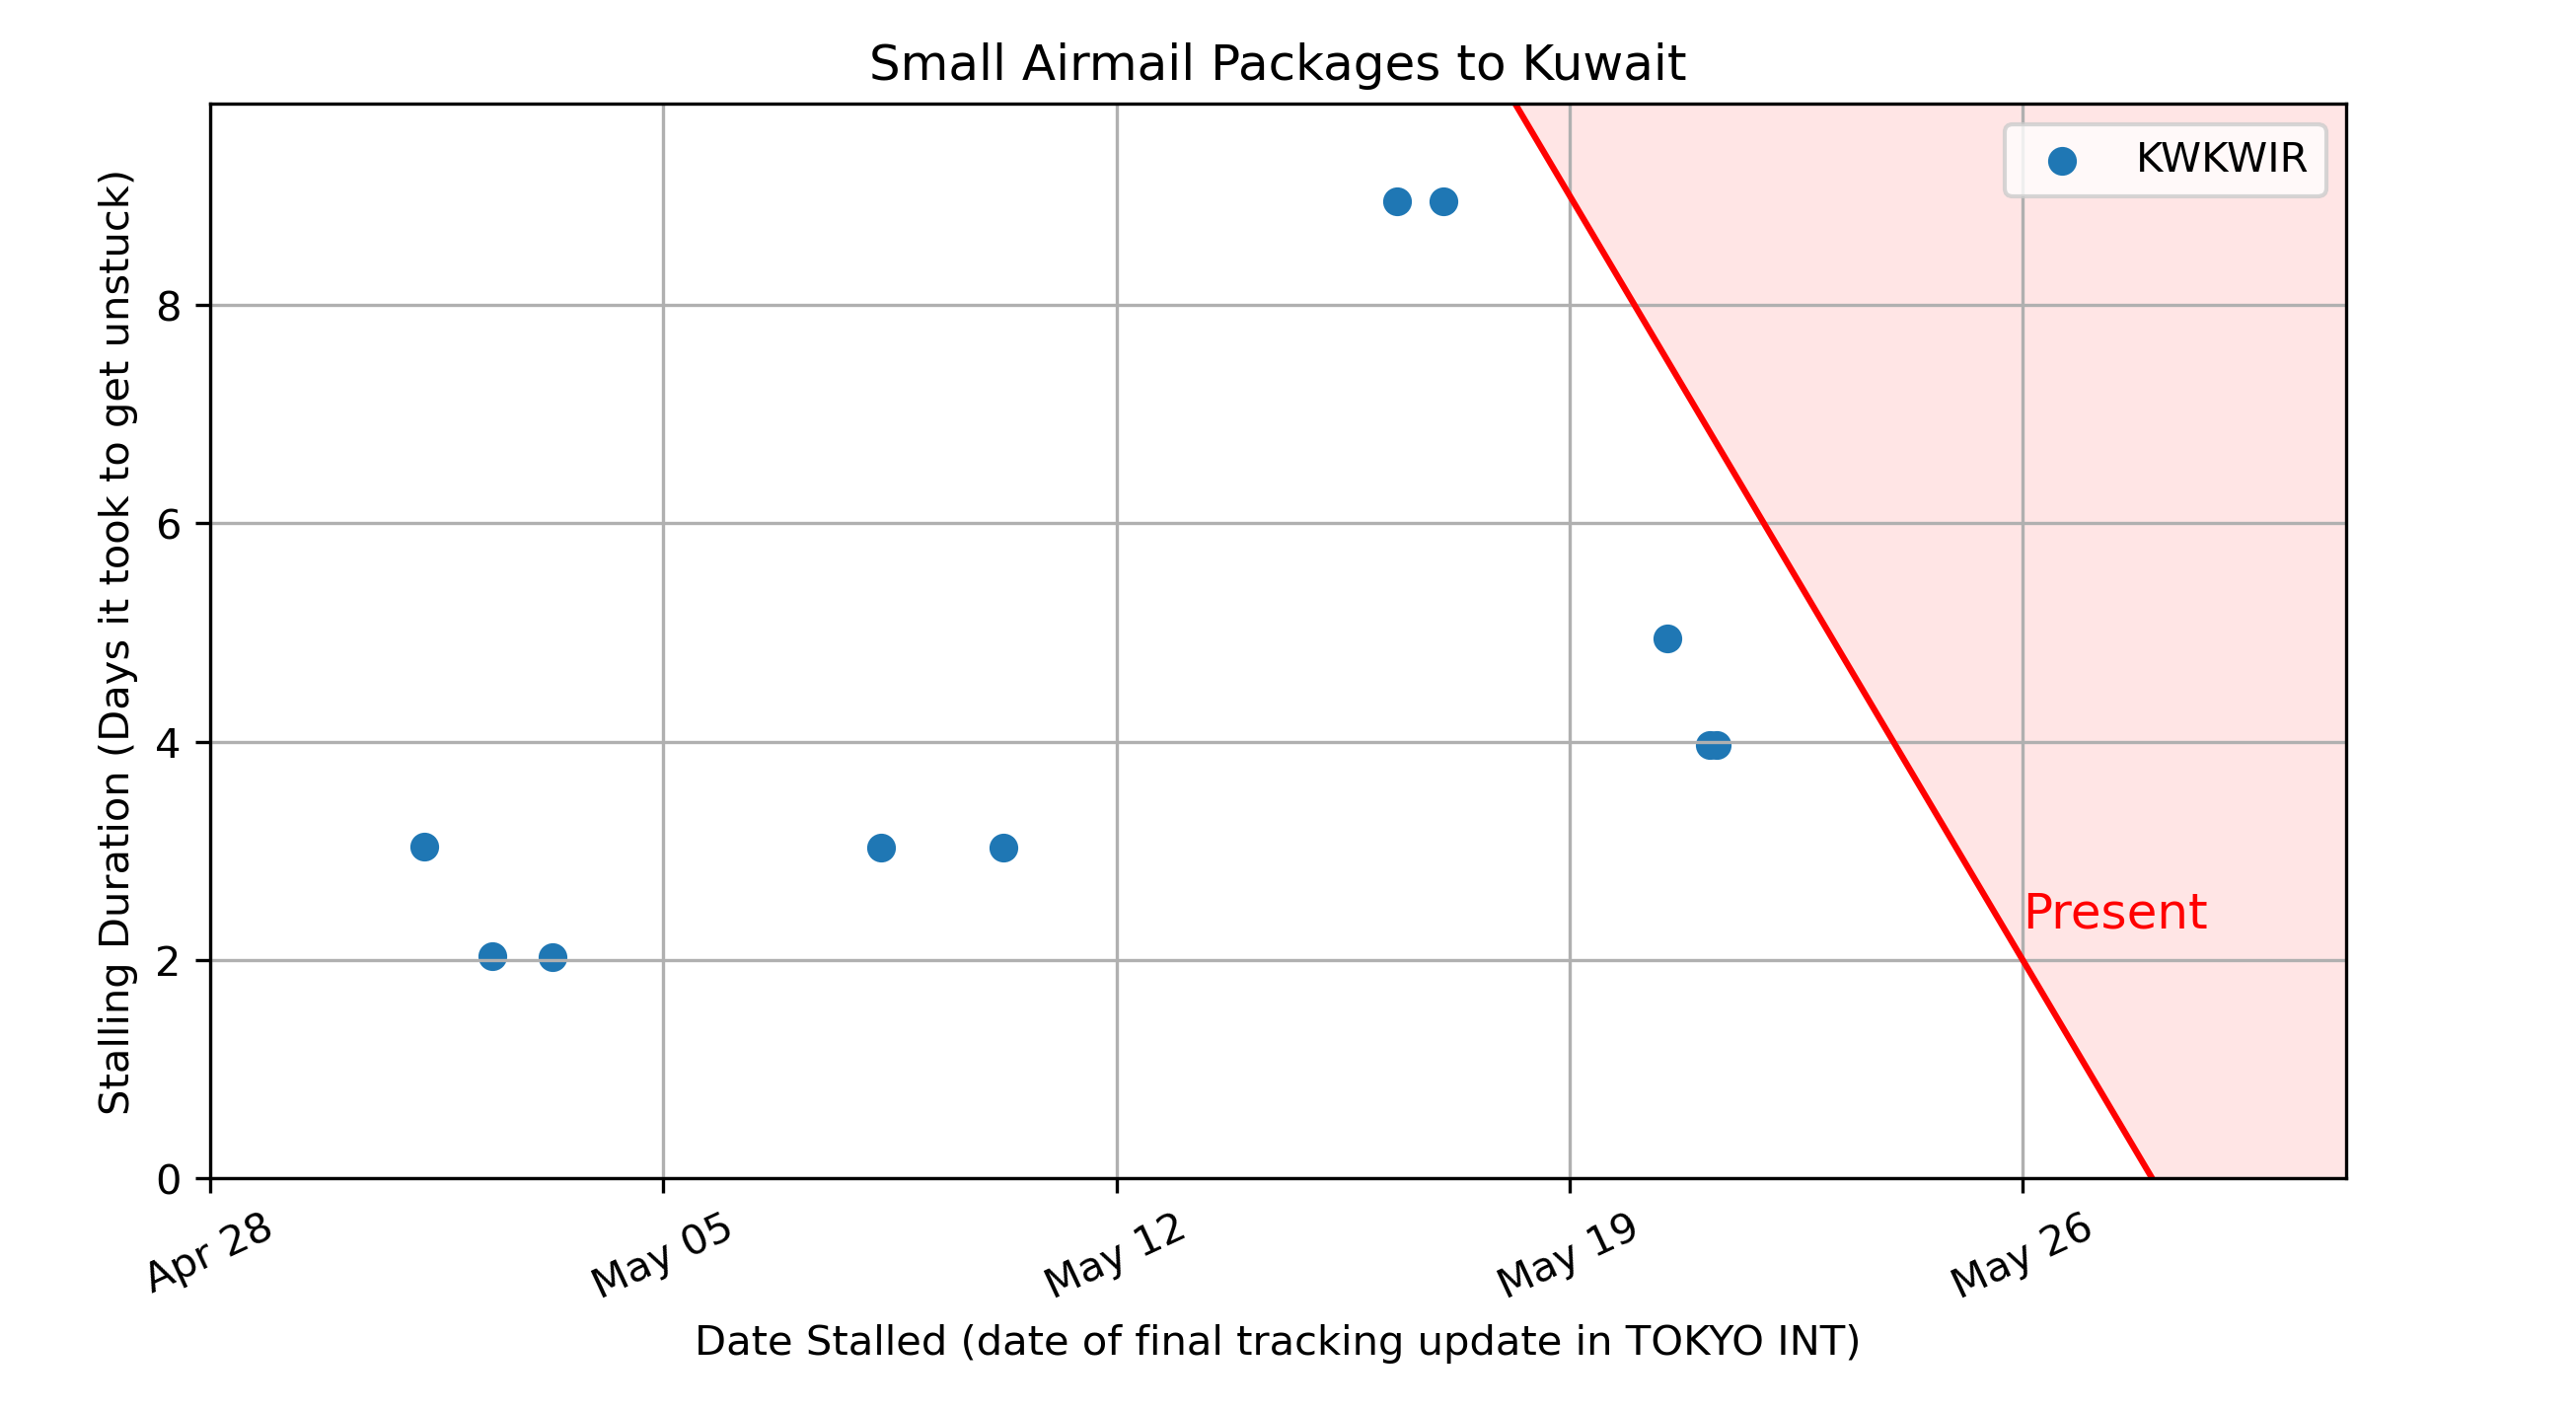 Small Airmail Packages to Kuwait
KWKWIR
Stalling Duration (Days it took to get unstuck)
8
6
4
2
0
Present
Apr 28
May 05
May 12
May 19
May 26
Date Stalled (date of final tracking update in TOKYO INT)